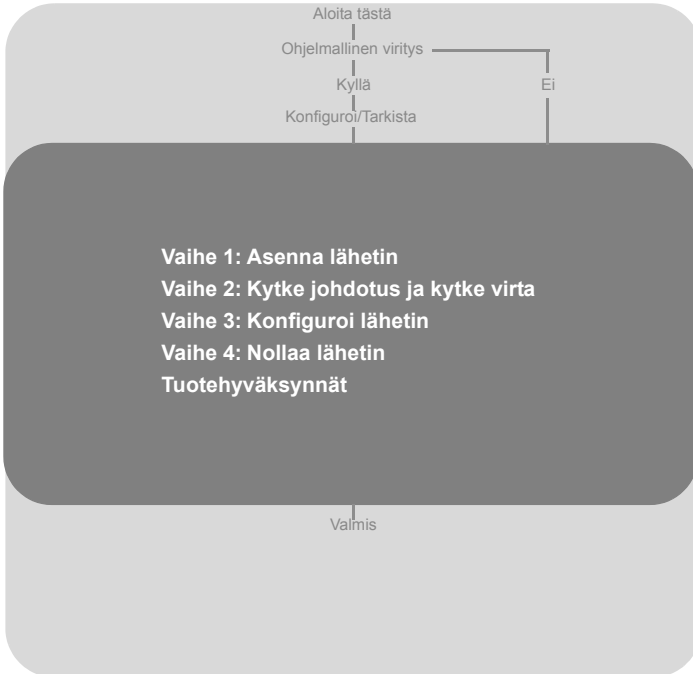 Aloita tästä
Ohjelmallinen viritys
Kyllä
Ei
Konfiguroi/Tarkista
Vaihe 1: Asenna lähetin
Vaihe 2: Kytke johdotus ja kytke virta
Vaihe 3: Konfiguroi lähetin
Vaihe 4: Nollaa lähetin
Tuotehyväksynnät
Valmis